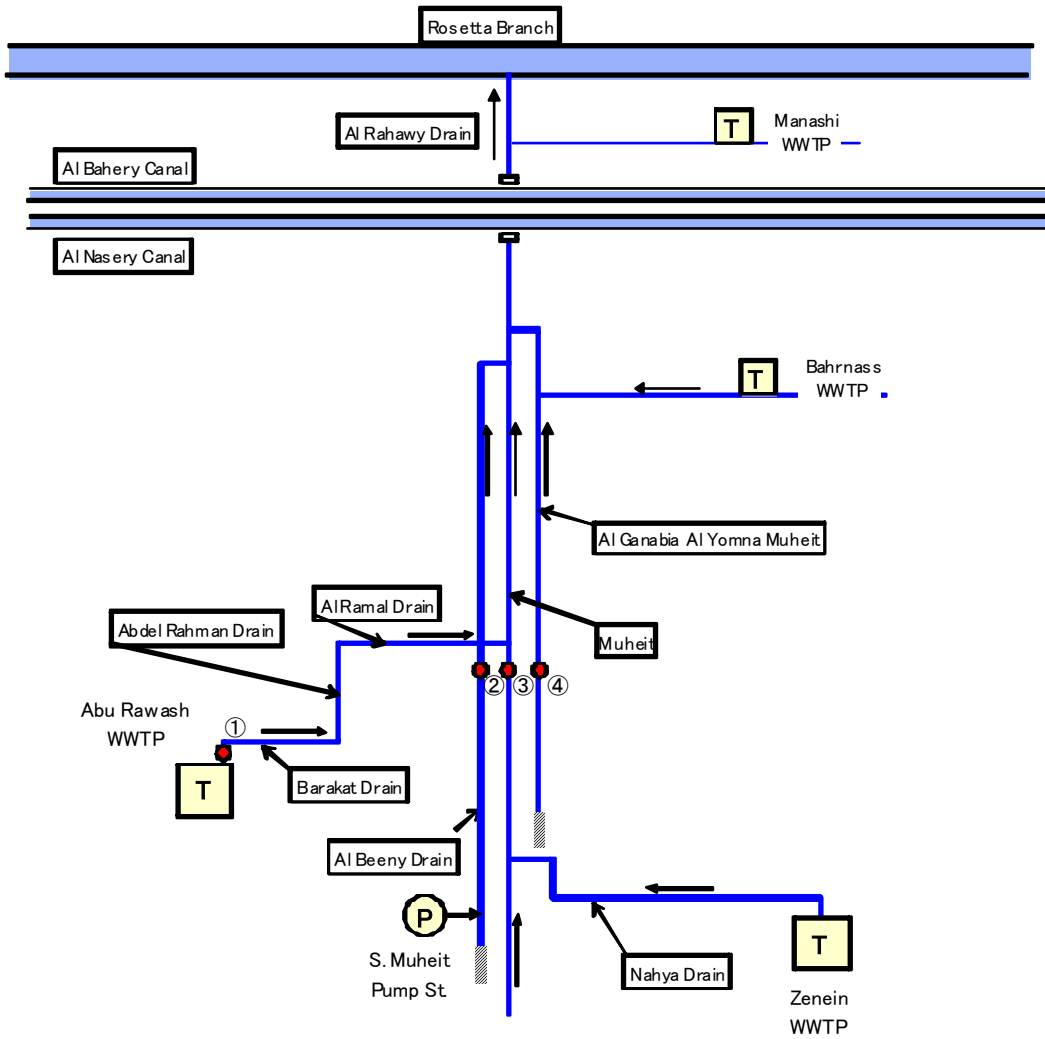 Rosetta Branch
Al Rahawy Drain
T
Manashi
WWTP
Al Bahery Canal
Al Nasery Canal
T
Bahrnass
WWTP
Al Ganabia Al Yomna Muheit
Al Ramal Drain
Abdel Rahman Drain
Muheit
② ③ ④
Abu Rawash
WWTP
①
T
Barakat Drain
Al Beeny Drain
P
S. Muheit
Pump St.
Nahya Drain
T
Zenein
WWTP